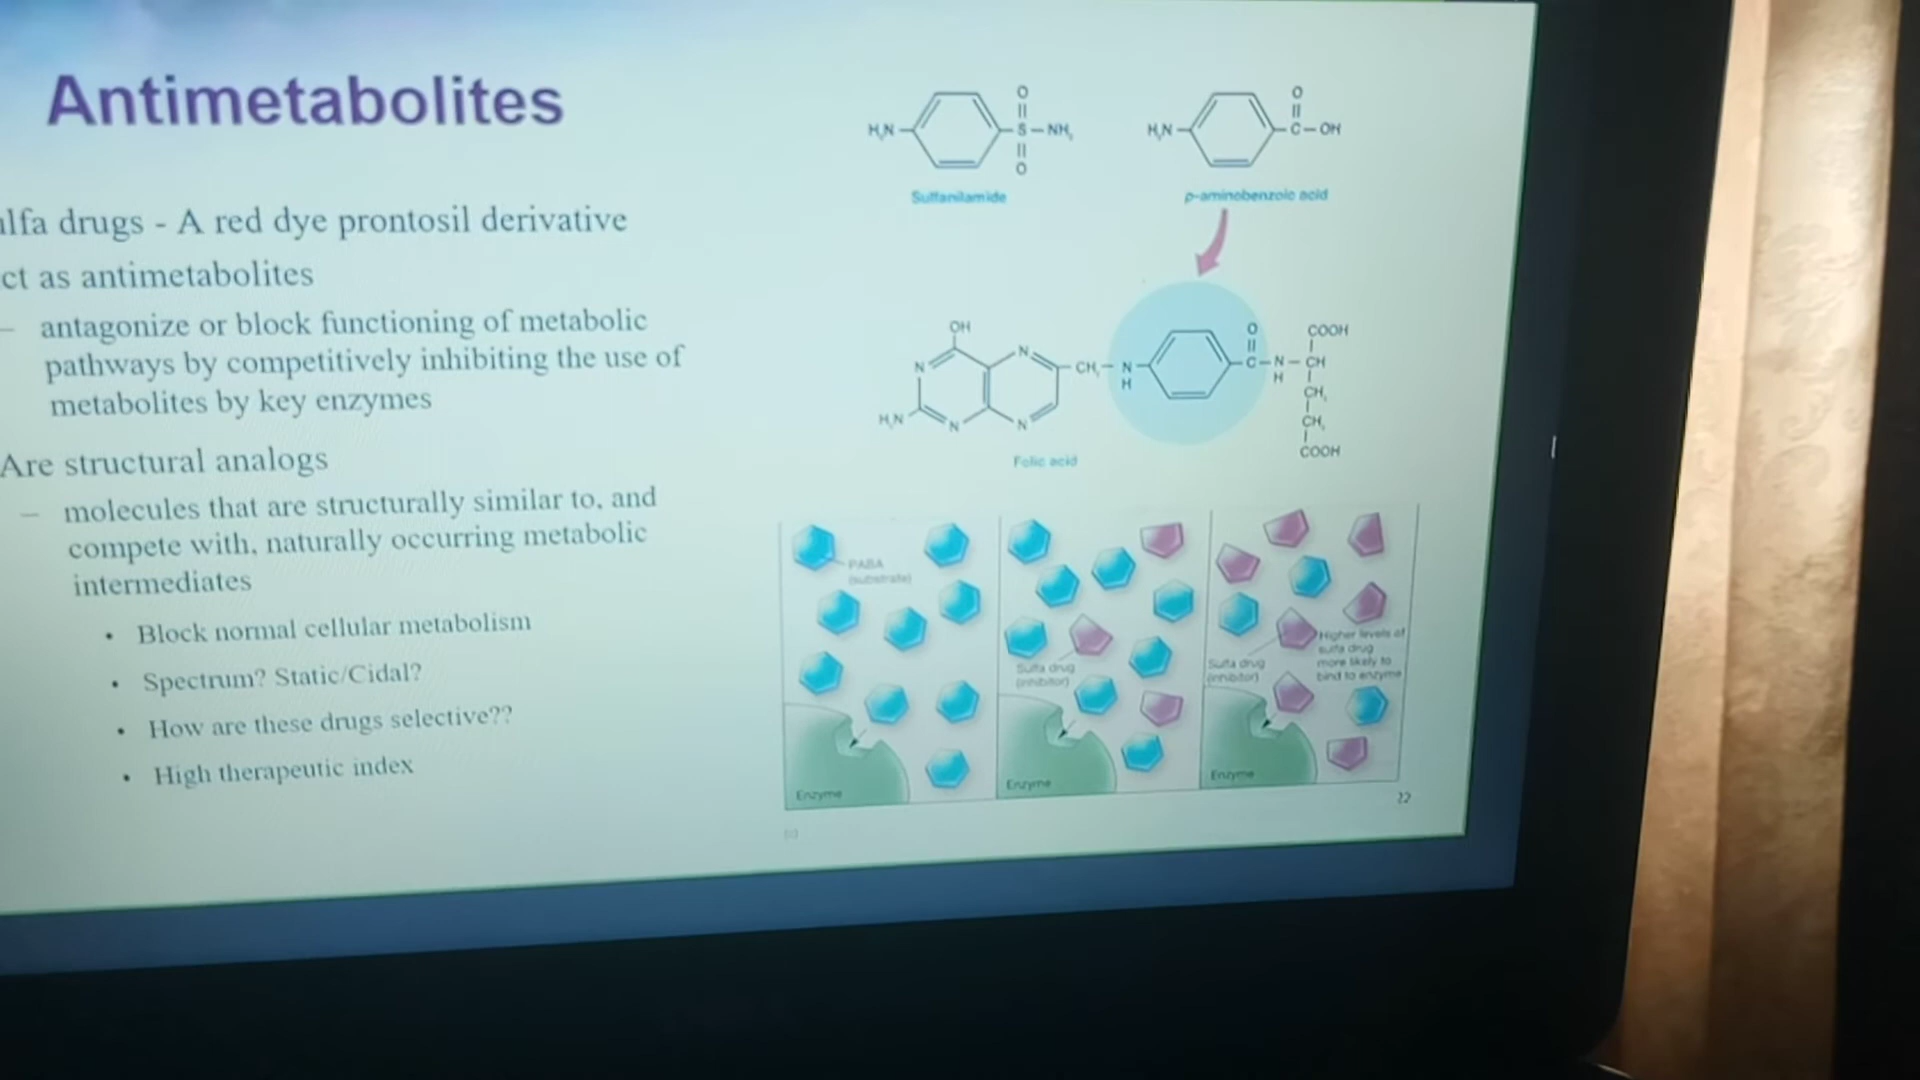 Antimetabolites
lfa drugs - A red dye prontosil derivative
ct as antimetabolites
– antagonize or block functioning of metabolic
pathways by competitively inhibiting the use of
metabolites by key enzymes
Are structural analogs
– molecules that are structurally similar to, and
compete with, naturally occurring metabolic
intermediates
• Block normal cellular metabolism
• Spectrum? Static/Cidal?
• How are these drugs selective??
• High therapeutic index
O
H₂N S NH₂
O
Sulfanilamide
O
H₂N C OH
p-aminobenzoic acid
OH
N N CH₂ N
H
O
C N CH
H
COOH
CH₂
CH₂
COOH
H₂N N N
Folic acid
PABA
(substrate)
Enzyme
Sulfa drug
(inhibitor)
Enzyme
Sulfa drug
(inhibitor)
Higher levels of
sulfa drug
more likely to
bind to enzyme
Enzyme
22